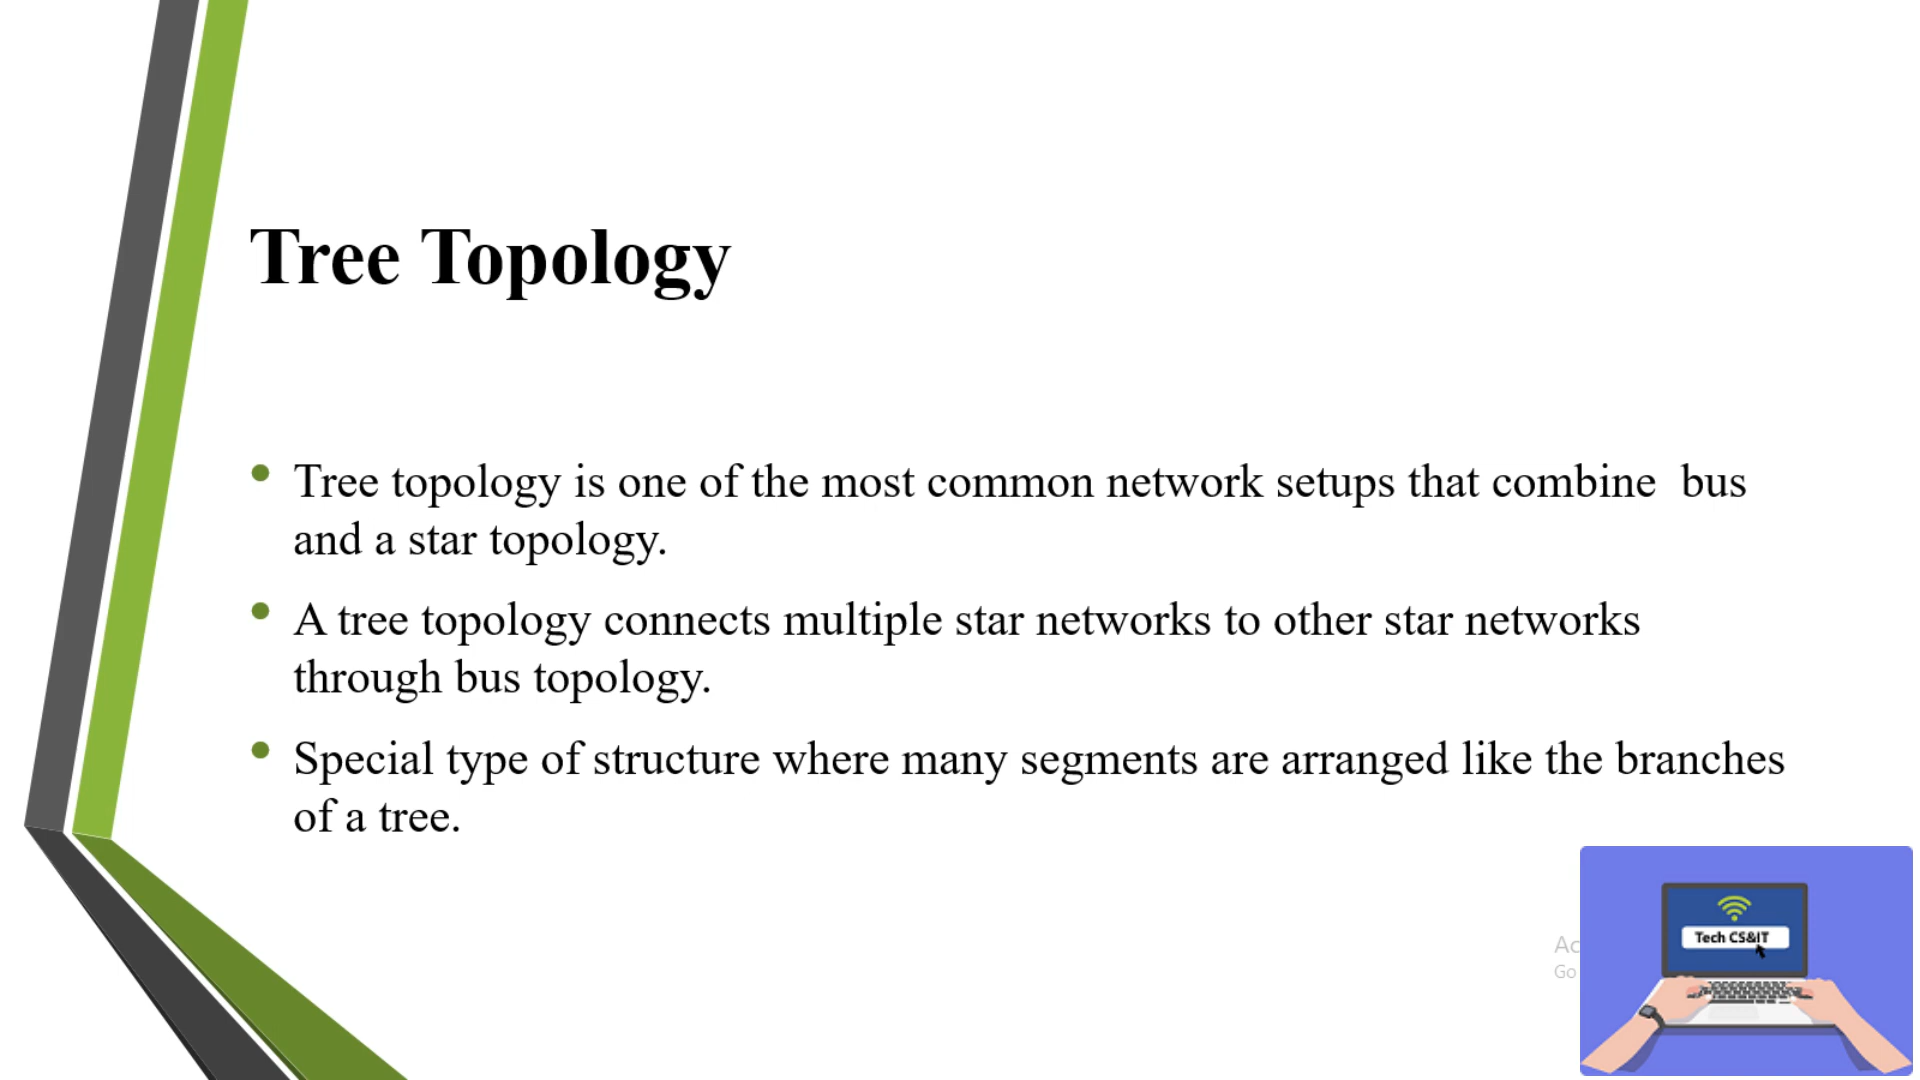 Tree Topology
Tree topology is one of the most common network setups that combine  bus
and a star topology.
A tree topology connects multiple star networks to other star networks
through bus topology.
Special type of structure where many segments are arranged like the branches
of a tree.
Tech CS&IT
Go